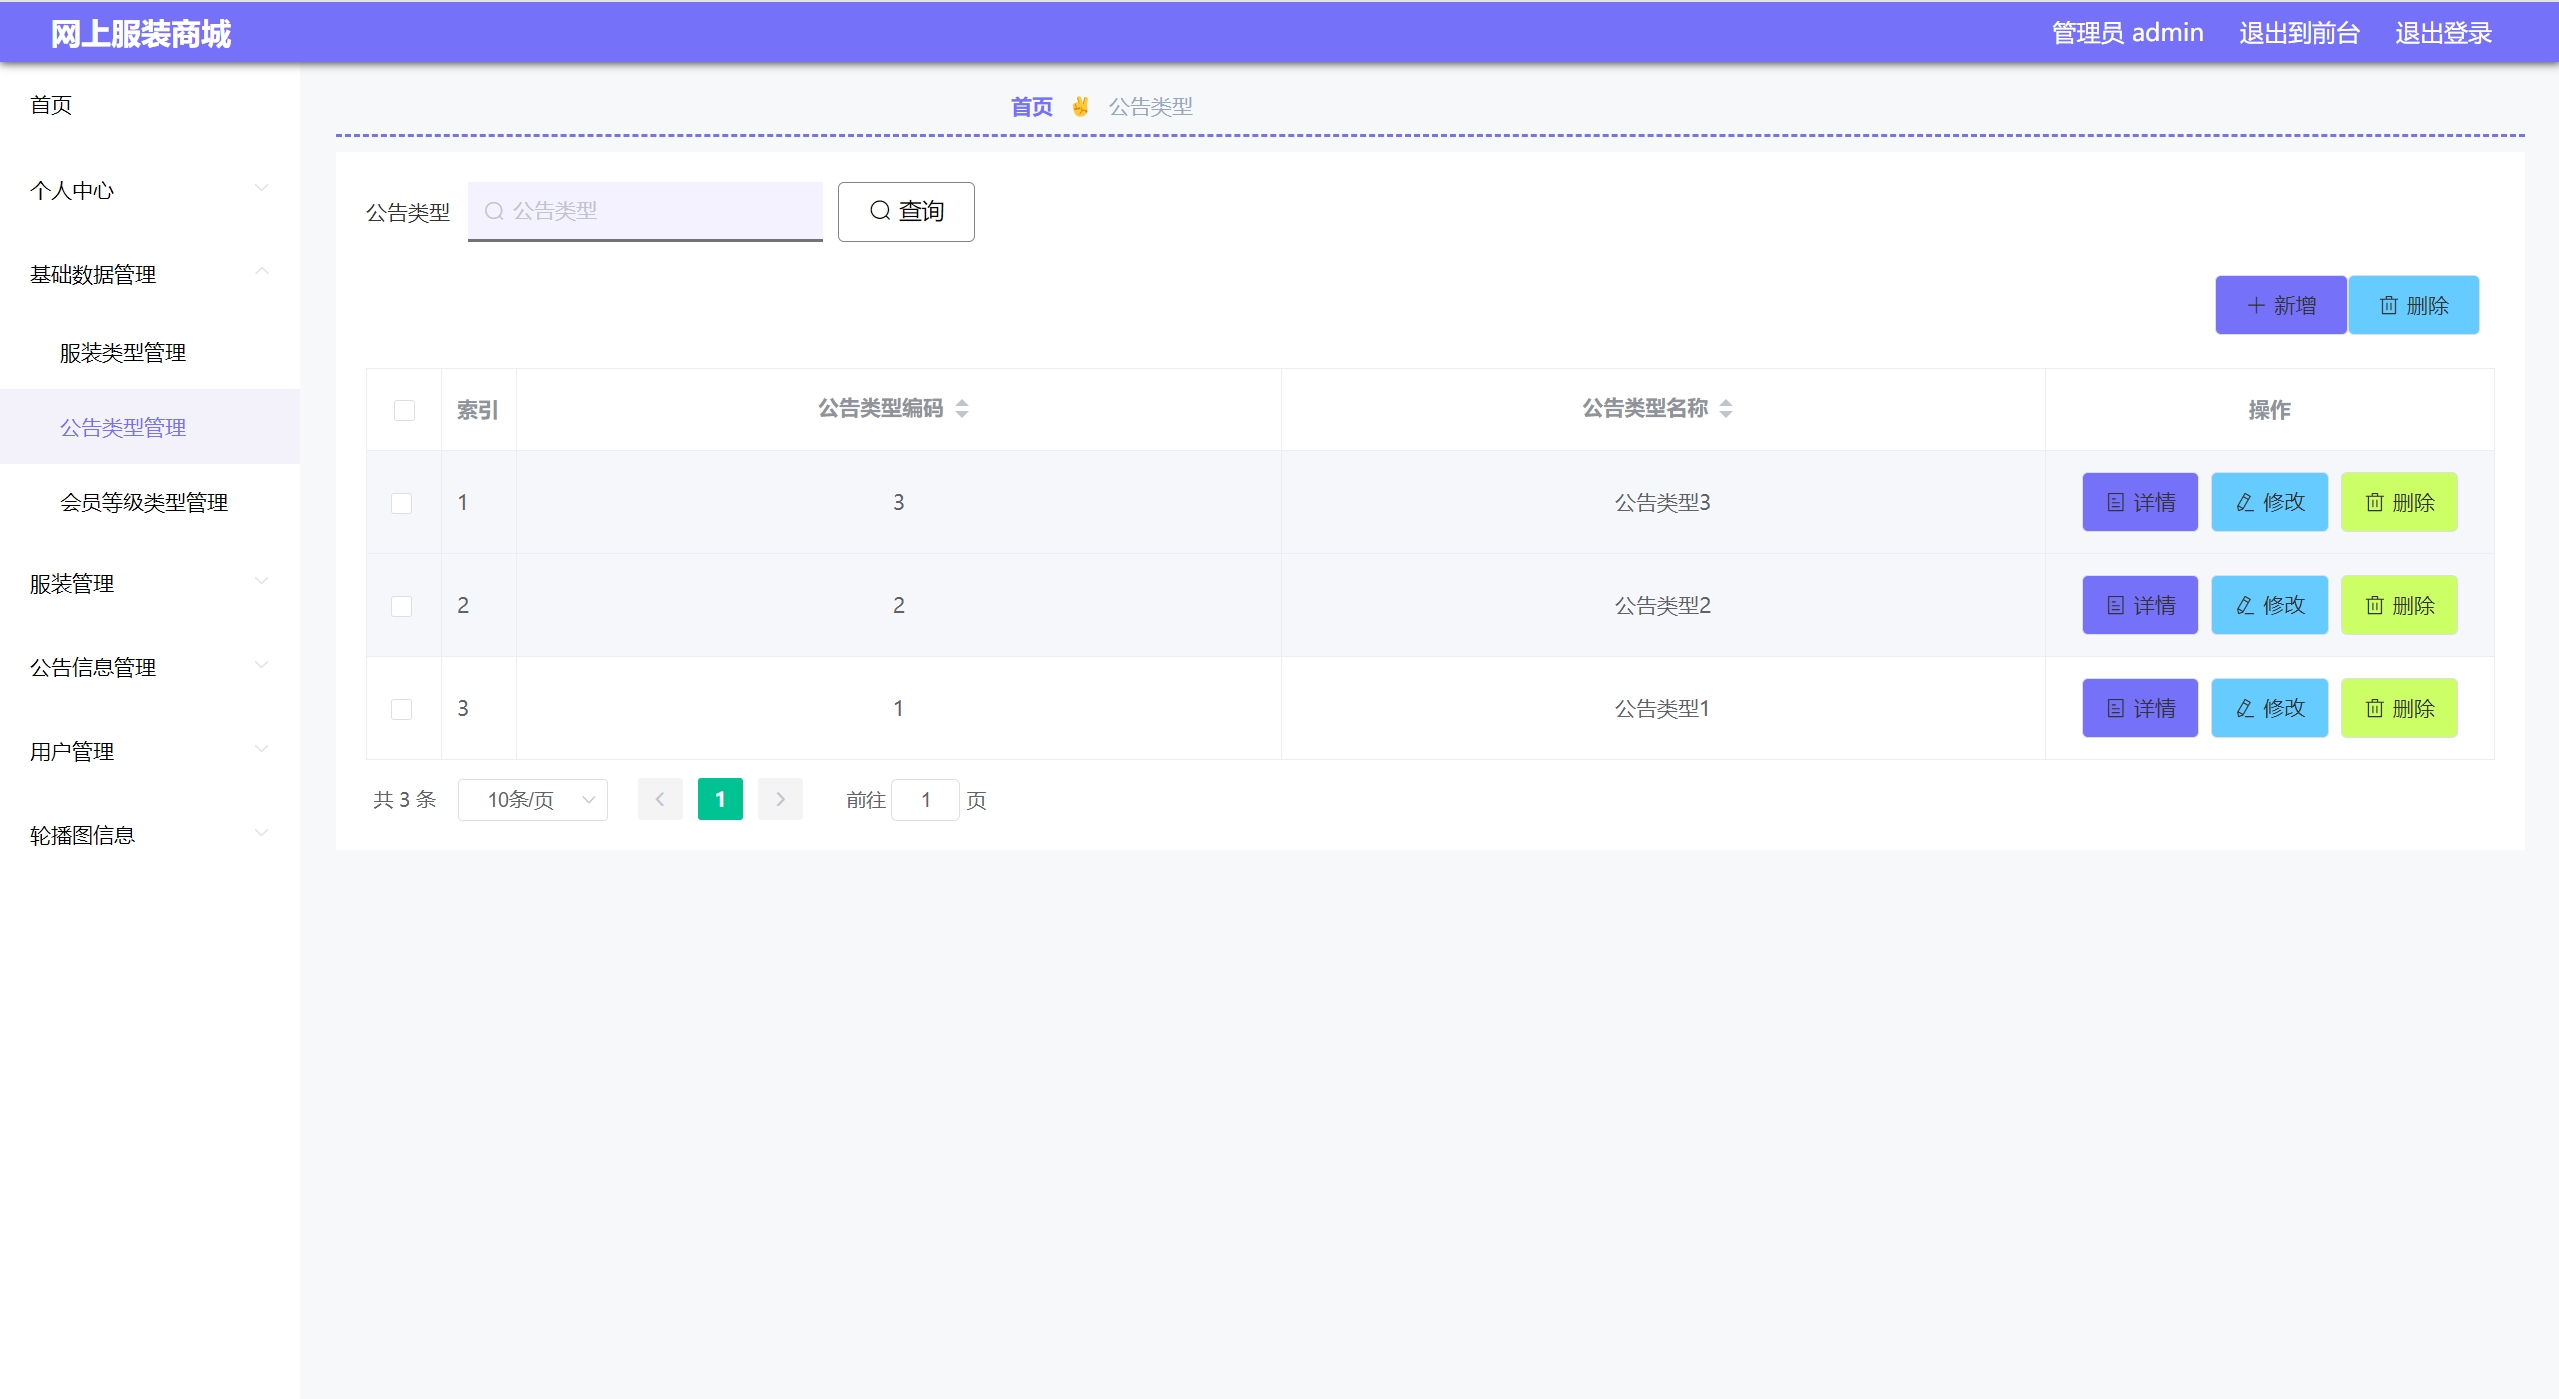 网上服装商城
管理员 admin 退出到前台 退出登录
首页
个人中心
基础数据管理
服装类型管理
公告类型管理
会员等级类型管理
服装管理
公告信息管理
用户管理
轮播图信息
首页 ✌ 公告类型
公告类型 公告类型 查询
新增 删除
索引 公告类型编码 公告类型名称 操作
1 3 公告类型3 详情 修改 删除
2 2 公告类型2 详情 修改 删除
3 1 公告类型1 详情 修改 删除
共 3 条 10条/页 1 前往 1 页